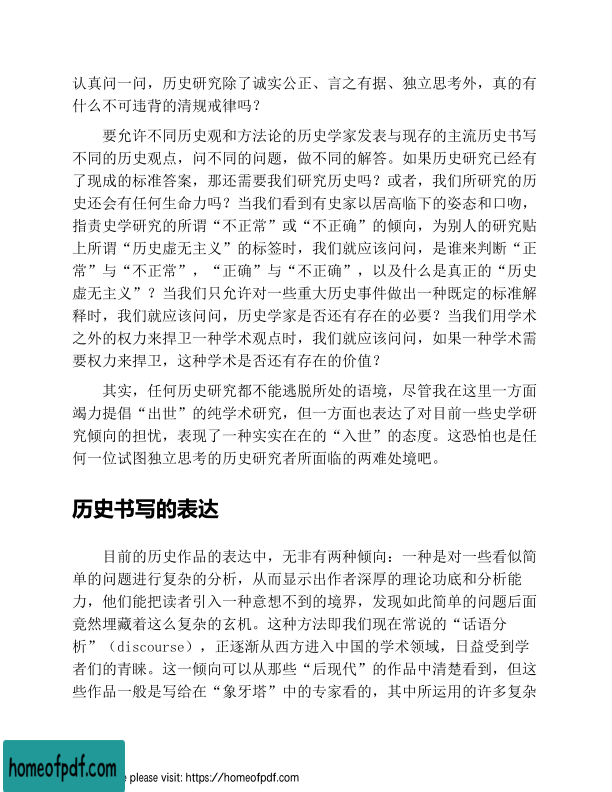 认真问一问，历史研究除了诚实公正、言之有据、独立思考外，真的有
什么不可违背的清规戒律吗？
要允许不同历史观和方法论的历史学家发表与现存的主流历史书写
不同的历史观点，问不同的问题，做不同的解答。如果历史研究已经有
了现成的标准答案，那还需要我们研究历史吗？或者，我们所研究的历
史还会有任何生命力吗？当我们看到有史家以居高临下的姿态和口吻，
指责史学研究的所谓“不正常”或“不正确”的倾向，为别人的研究贴
上所谓“历史虚无主义”的标签时，我们就应该问问，是谁来判断“正
常”与“不正常”，“正确”与“不正确”，以及什么是真正的“历史
虚无主义”？当我们只允许对一些重大历史事件做出一种既定的标准解
释时，我们就应该问问，历史学家是否还有存在的必要？当我们用学术
之外的权力来捍卫一种学术观点时，我们就应该问问，如果一种学术需
要权力来捍卫，这种学术是否还有存在的价值？
其实，任何历史研究都不能逃脱所处的语境，尽管我在这里一方面
竭力提倡“出世”的纯学术研究，但一方面也表达了对目前一些史学研
究倾向的担忧，表现了一种实实在在的“入世”的态度。这恐怕也是任
何一位试图独立思考的历史研究者所面临的两难处境吧。
历史书写的表达
目前的历史作品的表达中，无非有两种倾向：一种是对一些看似简
单的问题进行复杂的分析，从而显示出作者深厚的理论功底和分析能
力，他们能把读者引入一种意想不到的境界，发现如此简单的问题后面
竟然埋藏着这么复杂的玄机。这种方法即我们现在常说的“话语分
析”（discourse），正逐渐从西方进入中国的学术领域，日益受到学
者们的青睐。这一倾向可以从那些“后现代”的作品中清楚看到，但这
些作品一般是写给在“象牙塔”中的专家看的，其中所运用的许多复杂
homeofpdf.com
e please visit: https://homeofpdf.com